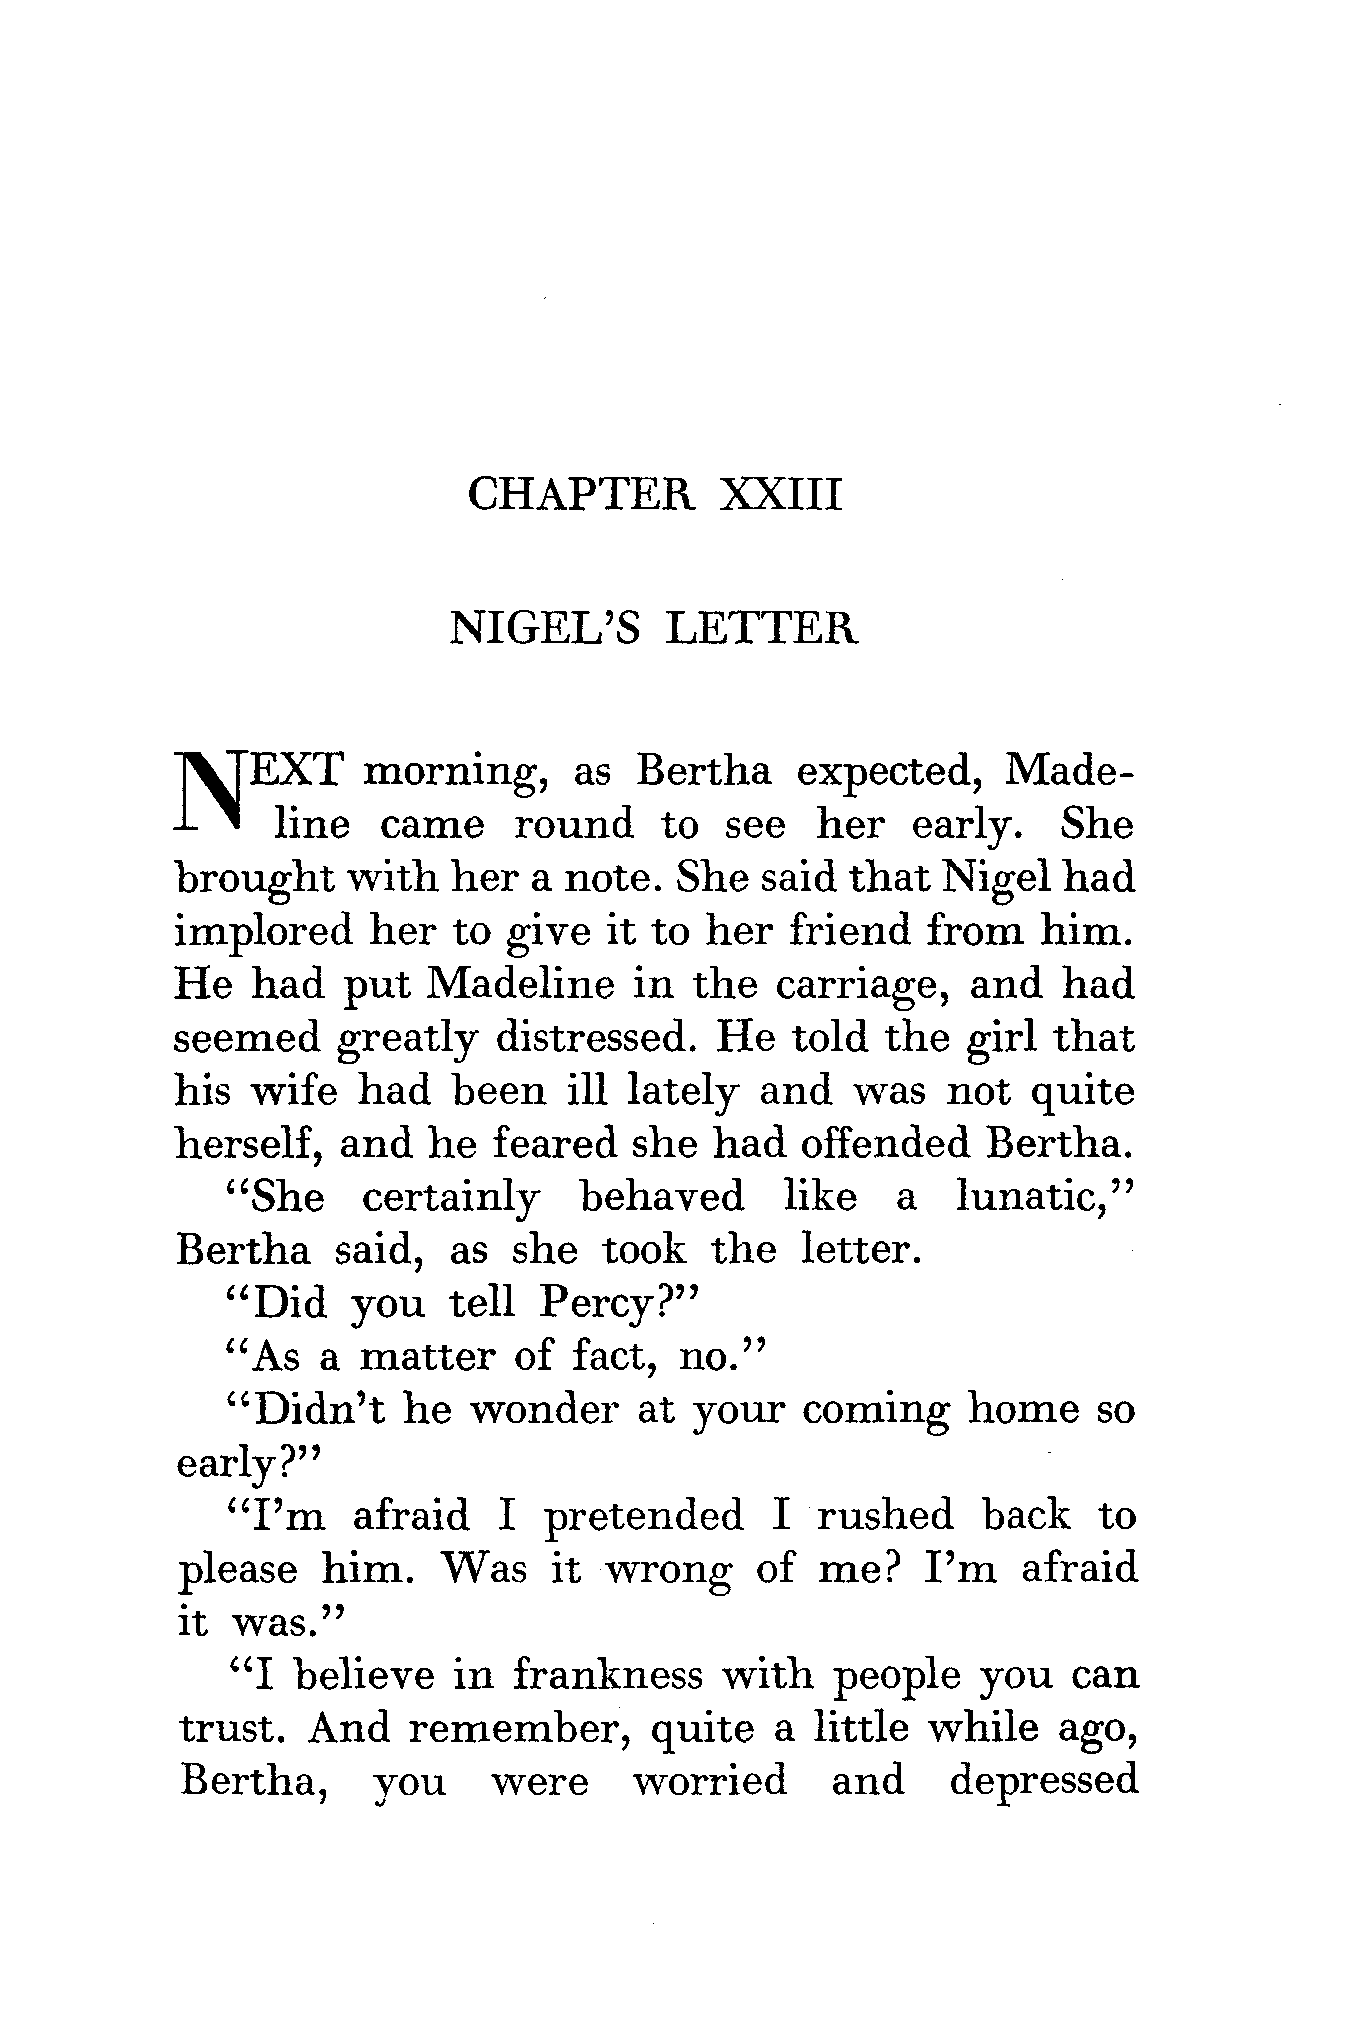 CHAPTER XXIII
NIGEL'S LETTER
NEXT morning, as Bertha expected, Made-
line came round to see her early. She
brought with her a note. She said that Nigel had
implored her to give it to her friend from him.
He had put Madeline in the carriage, and had
seemed greatly distressed. He told the girl that
his wife had been ill lately and was not quite
herself, and he feared she had offended Bertha.
“She certainly behaved like a lunatic,”
Bertha said, as she took the letter.
“Did you tell Percy?”
“As a matter of fact, no.”
“Didn't he wonder at your coming home so
early?”
“I'm afraid I pretended I rushed back to
please him. Was it wrong of me? I'm afraid
it was.”
“I believe in frankness with people you can
trust. And remember, quite a little while ago,
Bertha, you were worried and depressed